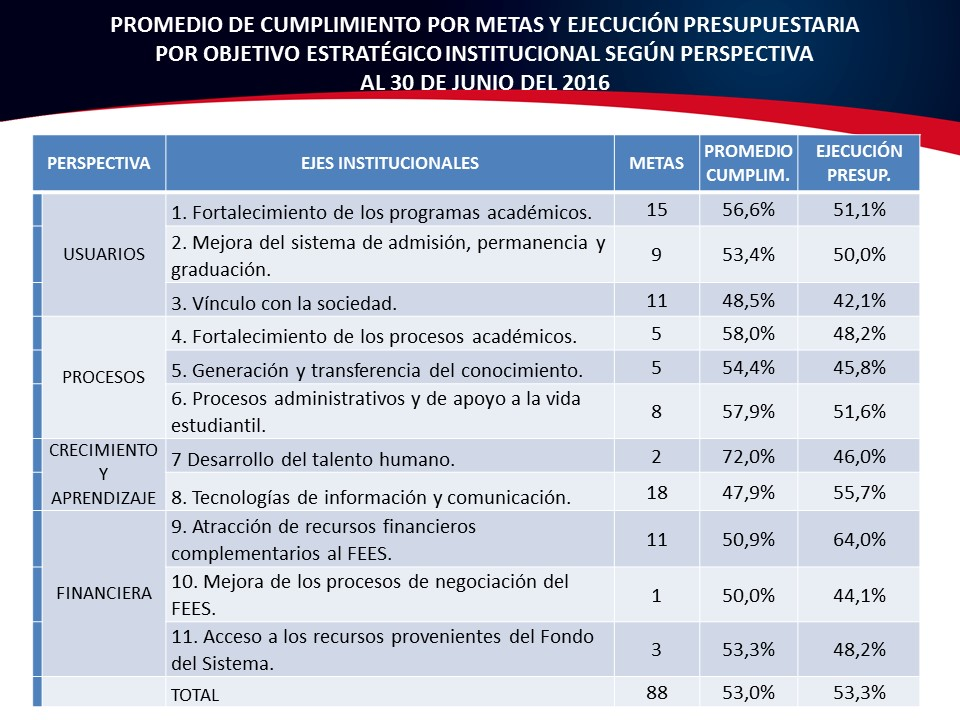 PROMEDIO DE CUMPLIMIENTO POR METAS Y EJECUCIÓN PRESUPUESTARIA
POR OBJETIVO ESTRATÉGICO INSTITUCIONAL SEGÚN PERSPECTIVA
AL 30 DE JUNIO DEL 2016
PERSPECTIVA EJES INSTITUCIONALES METAS PROMEDIO CUMPLIM. EJECUCIÓN PRESUP.
USUARIOS
1. Fortalecimiento de los programas académicos. 15 56,6% 51,1%
2. Mejora del sistema de admisión, permanencia y
graduación. 9 53,4% 50,0%
3. Vínculo con la sociedad. 11 48,5% 42,1%
PROCESOS
4. Fortalecimiento de los procesos académicos. 5 58,0% 48,2%
5. Generación y transferencia del conocimiento. 5 54,4% 45,8%
6. Procesos administrativos y de apoyo a la vida
estudiantil. 8 57,9% 51,6%
CRECIMIENTO
Y
APRENDIZAJE
7 Desarrollo del talento humano. 2 72,0% 46,0%
8. Tecnologías de información y comunicación. 18 47,9% 55,7%
FINANCIERA
9. Atracción de recursos financieros
complementarios al FEES. 11 50,9% 64,0%
10. Mejora de los procesos de negociación del
FEES. 1 50,0% 44,1%
11. Acceso a los recursos provenientes del Fondo
del Sistema. 3 53,3% 48,2%
TOTAL 88 53,0% 53,3%